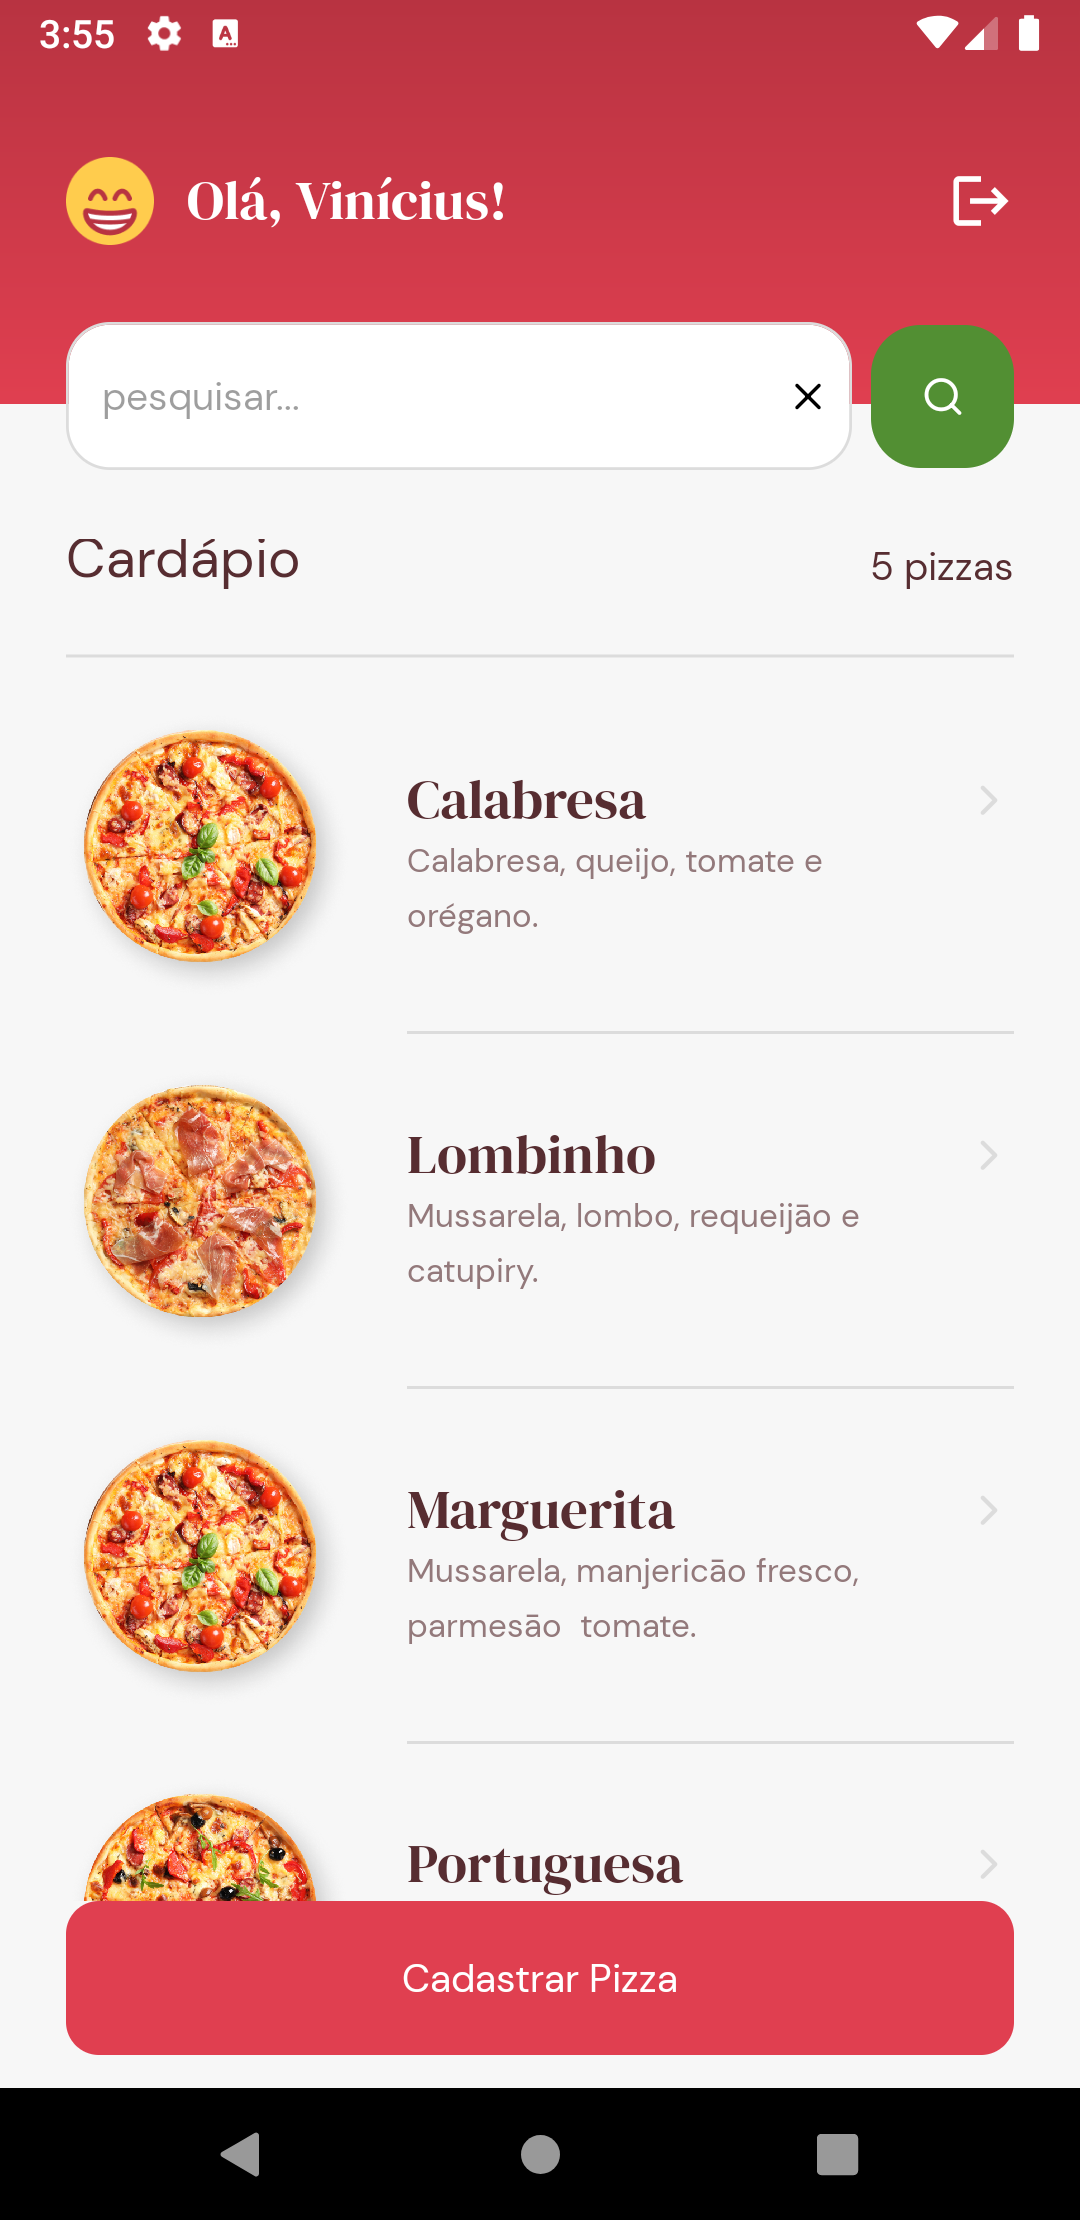 3:55
Olá, Vinícius!
pesquisar...
Cardápio
5 pizzas
Calabresa
Calabresa, queijo, tomate e
orégano.
Lombinho
Mussarela, lombo, requeijão e
catupiry.
Marguerita
Mussarela, manjericão fresco,
parmesão  tomate.
Portuguesa
Cadastrar Pizza